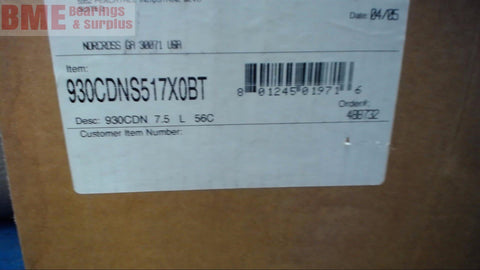 BME Bearings & Surplus
Date: 04/05
NORCROSS GA 30071 USA
Item:
930CDNS517X0BT
8 01245 01971 6
Order#:
Desc: 930CDN 7.5 L 56C
Customer Item Number: